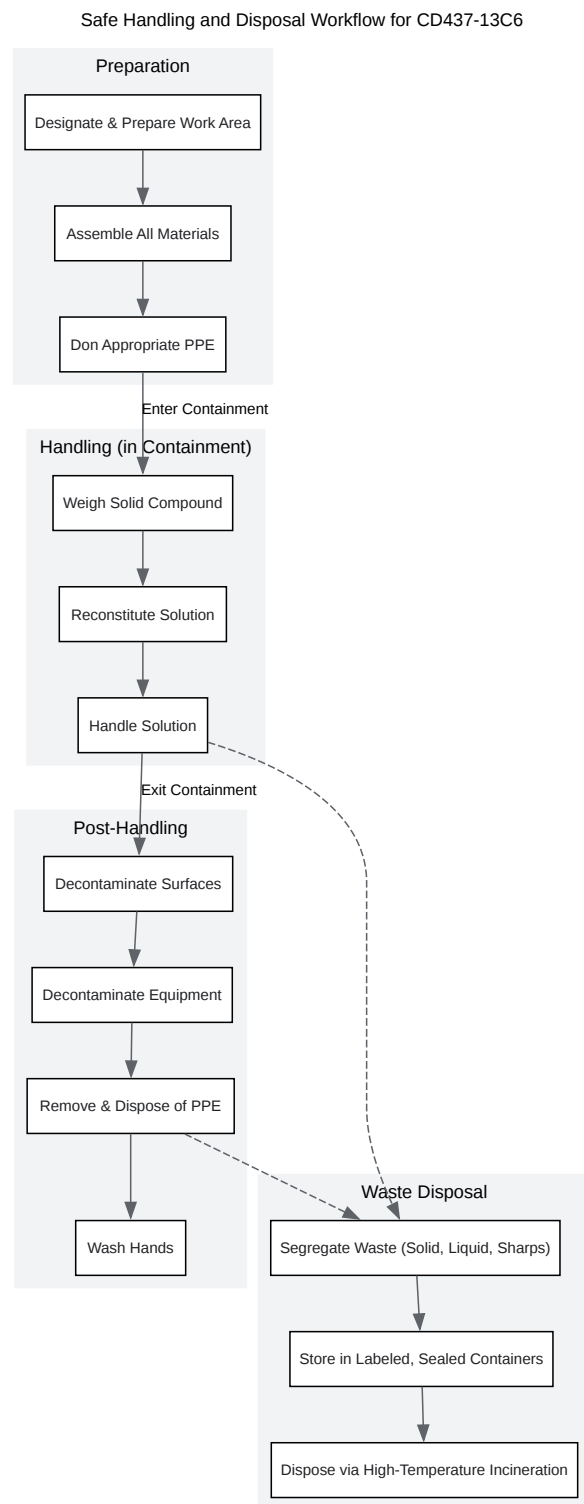 Safe Handling and Disposal Workflow for CD437-13C6
Preparation
Designate & Prepare Work Area
Assemble All Materials
Don Appropriate PPE
Enter Containment
Handling (in Containment)
Weigh Solid Compound
Reconstitute Solution
Handle Solution
Exit Containment
Post-Handling
Decontaminate Surfaces
Decontaminate Equipment
Remove & Dispose of PPE
Wash Hands
Waste Disposal
Segregate Waste (Solid, Liquid, Sharps)
Store in Labeled, Sealed Containers
Dispose via High-Temperature Incineration